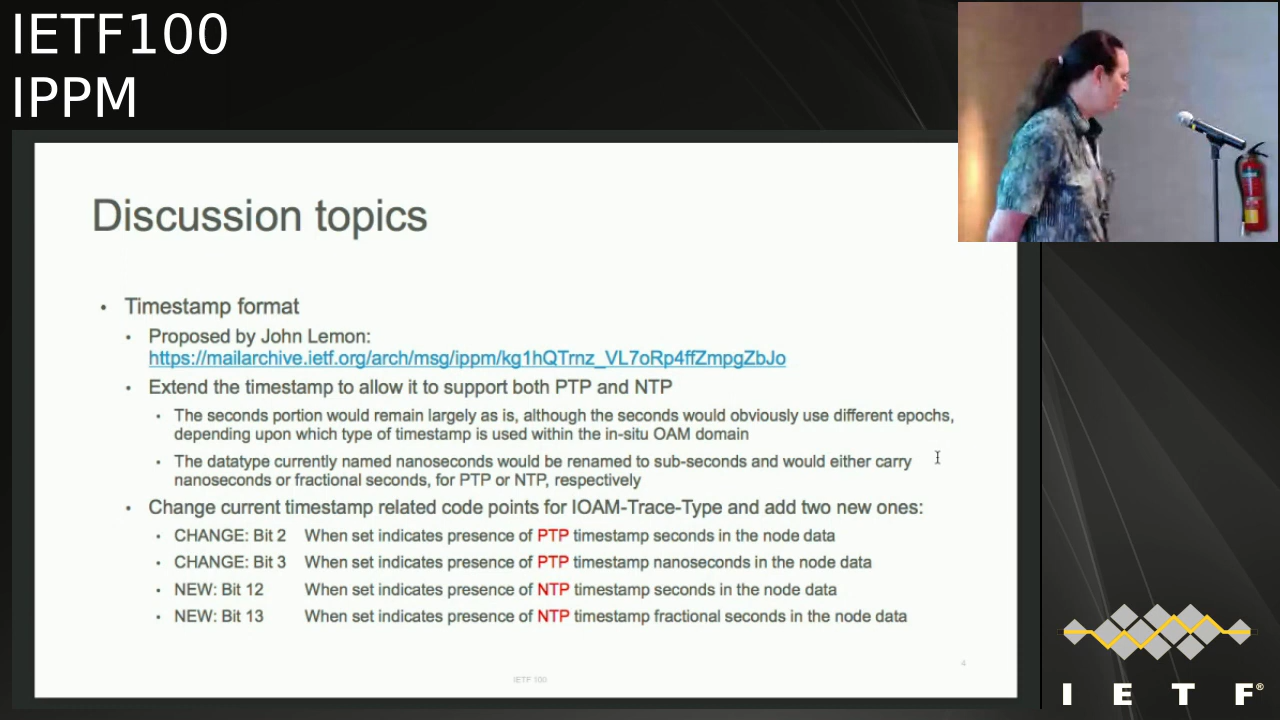 IETF100
IPPM
Discussion topics
• Timestamp format
• Proposed by John Lemon:
https://mailarchive.ietf.org/arch/msg/ippm/kg1hQTrnz_VL7oRp4ffZmpgZbJo
• Extend the timestamp to allow it to support both PTP and NTP
• The seconds portion would remain largely as is, although the seconds would obviously use different epochs,
depending upon which type of timestamp is used within the in-situ OAM domain
• The datatype currently named nanoseconds would be renamed to sub-seconds and would either carry
nanoseconds or fractional seconds, for PTP or NTP, respectively
• Change current timestamp related code points for IOAM-Trace-Type and add two new ones:
• CHANGE: Bit 2 When set indicates presence of PTP timestamp seconds in the node data
• CHANGE: Bit 3 When set indicates presence of PTP timestamp nanoseconds in the node data
• NEW: Bit 12 When set indicates presence of NTP timestamp seconds in the node data
• NEW: Bit 13 When set indicates presence of NTP timestamp fractional seconds in the node data
4
IETF 100
I E T F®